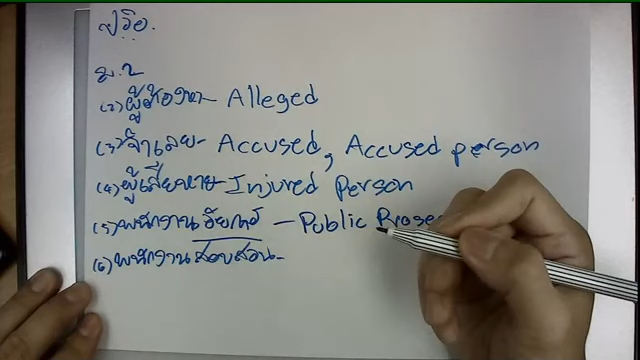 ป.วิอ.
ม.2
(2) ผู้ต้องหา - Alleged
(3) จำเลย - Accused, Accused person
(4) ผู้เสียหาย - Injured Person
(5) พนักงานอัยการ - Public
(6) พนักงานสอบสวน -